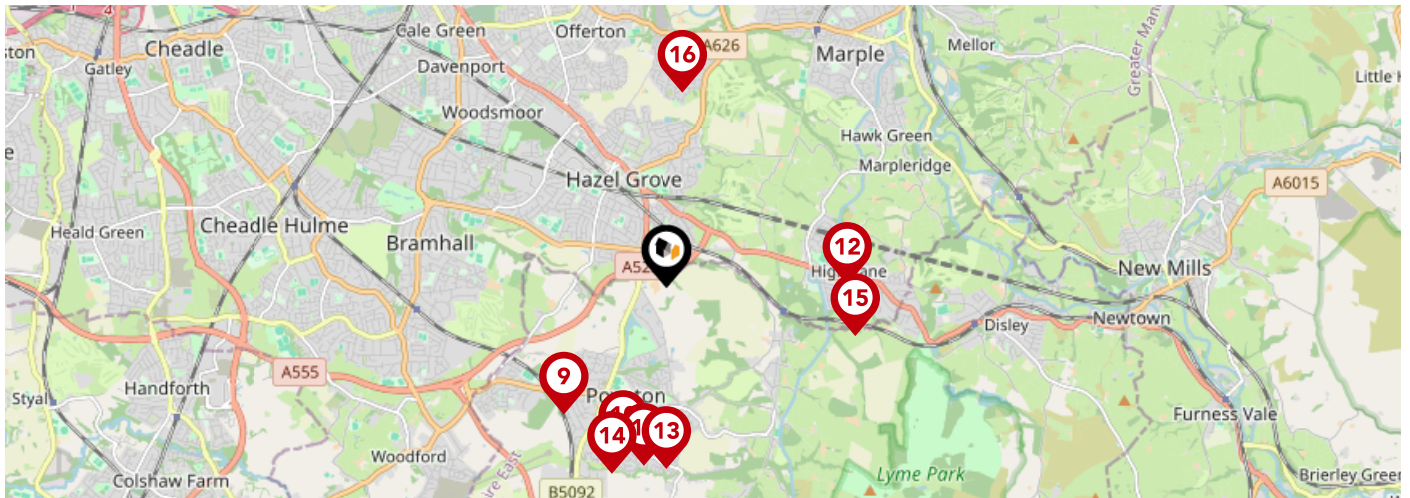 Cheadle
Gatley
Cale Green
Offerton
16
A626
Marple
Mellor
Davenport
Woodsmoor
Hawk Green
Marpleridge
Hazel Grove
A6015
Cheadle Hulme
Heald Green
Bramhall
12
15
New Mills
Newtown
Disley
A555
9
Handforth
Styal
14
13
Furness Vale
Woodford
Colshaw Farm
B5092
Lyme Park
Brierley Green